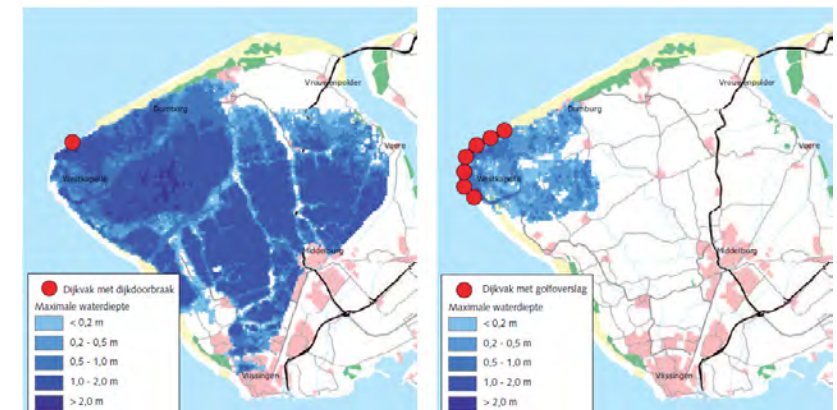 Vrouwenpolder
Domburg
Veere
Westkapelle
Middelburg
Vlissingen
Dijkvak met dijkdoorbraak
Maximale waterdiepte
< 0,2 m
0,2 - 0,5 m
0,5 - 1,0 m
1,0 - 2,0 m
> 2,0 m
Vrouwenpolder
Domburg
Veere
Westkapelle
Middelburg
Vlissingen
Dijkvak met golfoverslag
Maximale waterdiepte
< 0,2 m
0,2 - 0,5 m
0,5 - 1,0 m
1,0 - 2,0 m
> 2,0 m